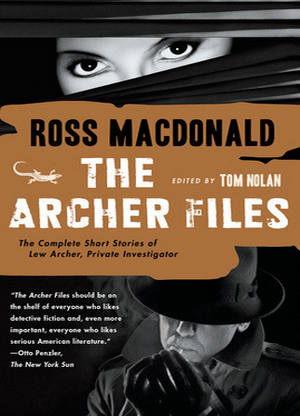 ROSS MACDONALD
THE
EDITED BY TOM NOLAN
ARCHER FILES
The Complete Short Stories of
Lew Archer, Private Investigator
"The Archer Files should be on
the shelf of everyone who likes
detective fiction and, even more
important, everyone who likes
serious American literature."
—Otto Penzler,
The New York Sun